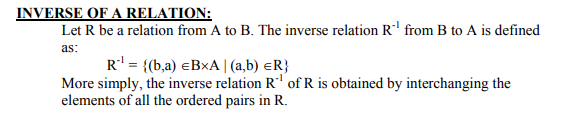 INVERSE OF A RELATION:
Let R be a relation from A to B. The inverse relation R⁻¹ from B to A is defined
as:
R⁻¹ = {(b,a) ∈B×A | (a,b) ∈R}
More simply, the inverse relation R⁻¹ of R is obtained by interchanging the
elements of all the ordered pairs in R.